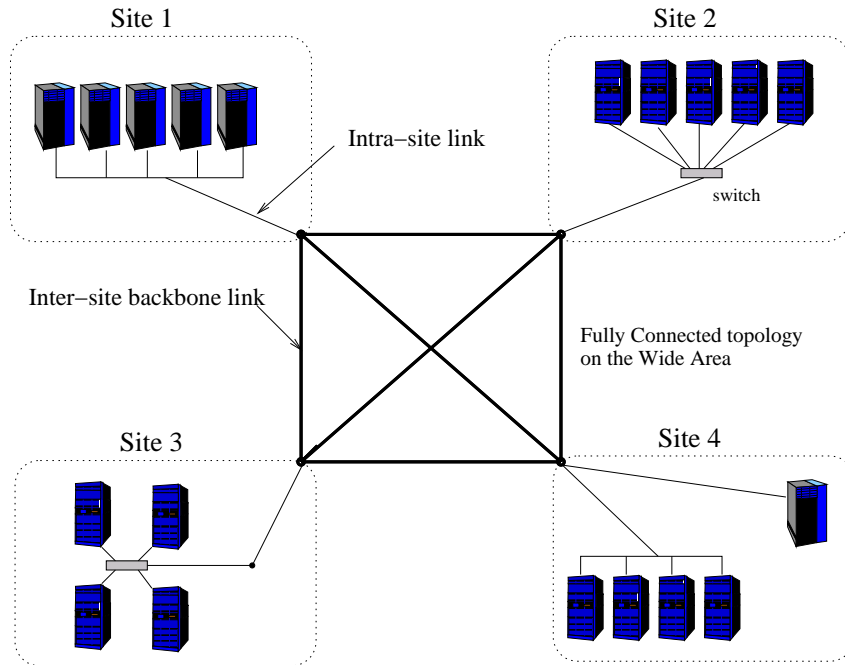 Site 1
Site 2
Intra−site link
switch
Inter−site backbone link
Fully Connected topology
on the Wide Area
Site 3
Site 4